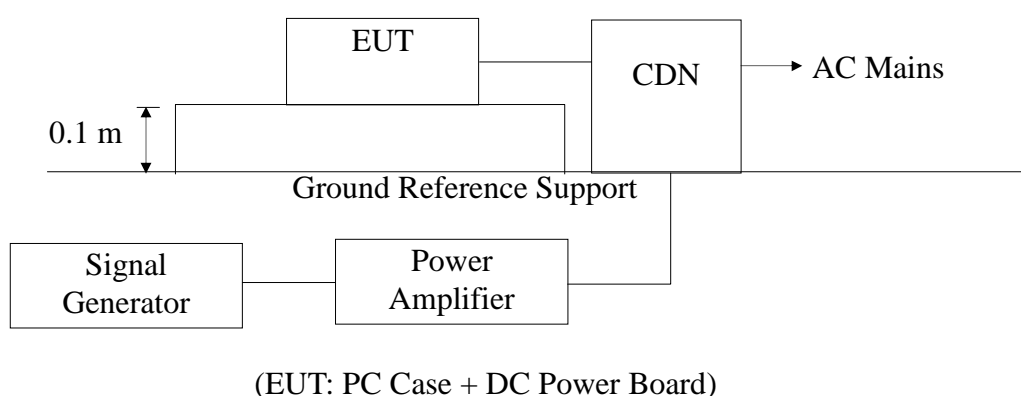 EUT
CDN
AC Mains
0.1 m
Ground Reference Support
Signal
Generator
Power
Amplifier
(EUT: PC Case + DC Power Board)